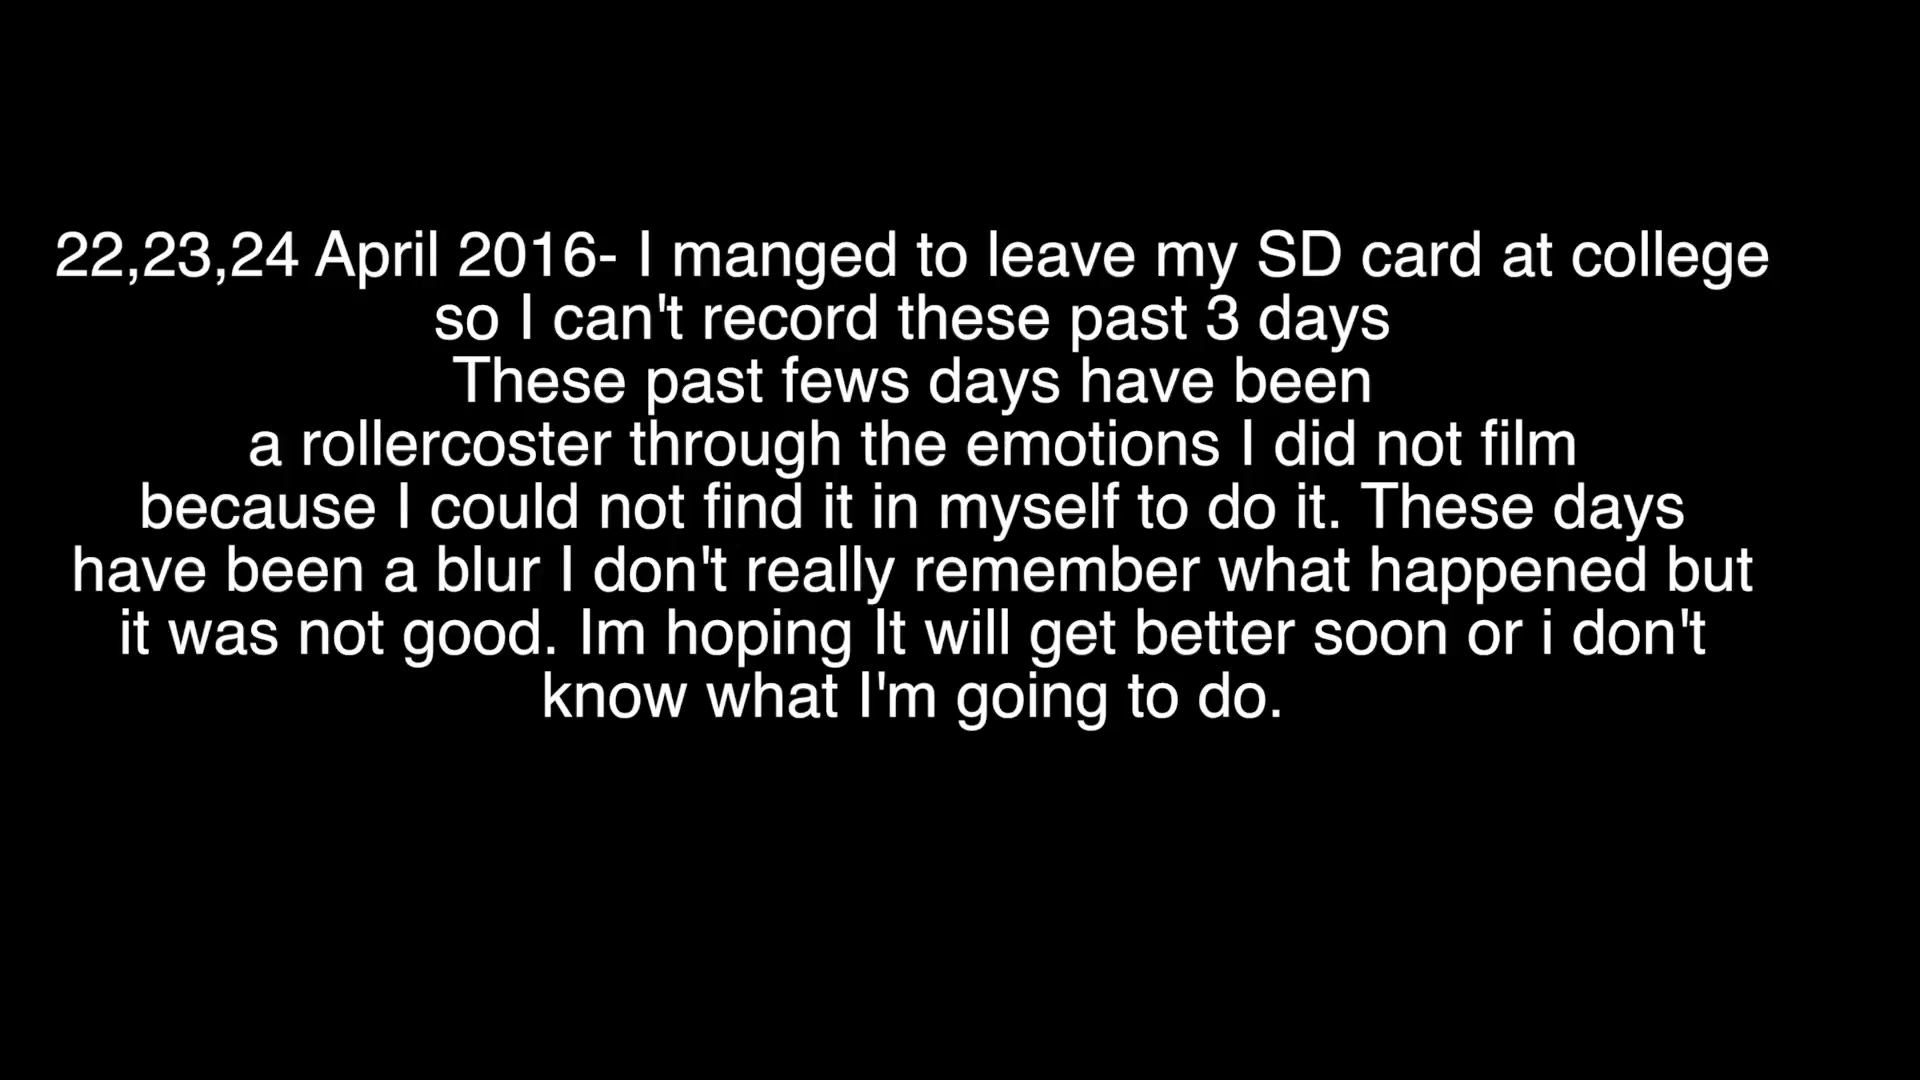 22,23,24 April 2016- I manged to leave my SD card at college
so I can't record these past 3 days
These past fews days have been
a rollercoster through the emotions I did not film
because I could not find it in myself to do it. These days
have been a blur I don't really remember what happened but
it was not good. Im hoping It will get better soon or i don't
know what I'm going to do.